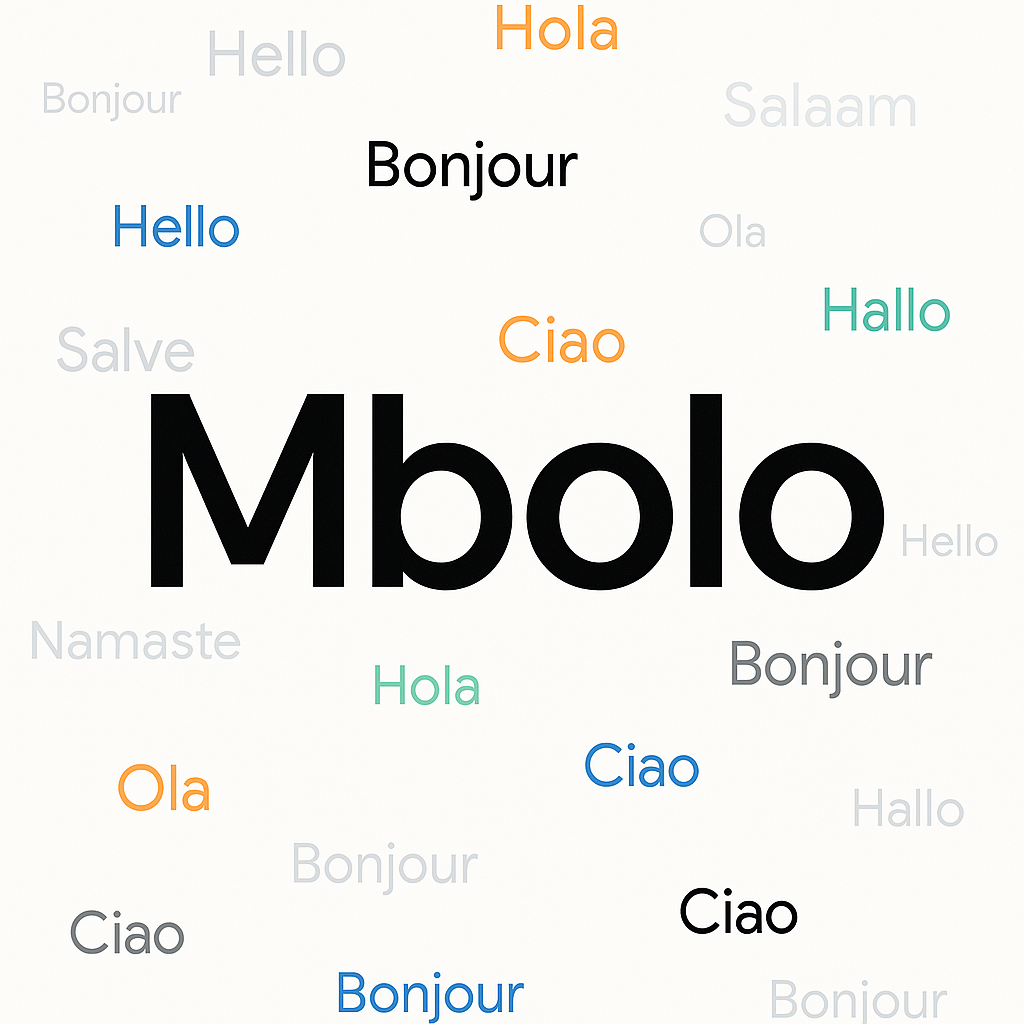 Hola
Hello
Bonjour
Salaam
Bonjour
Hello
Ola
Hallo
Ciao
Salve
Mbolo
Hello
Namaste
Bonjour
Hola
Ciao
Ola
Hallo
Bonjour
Ciao
Ciao
Bonjour
Bonjour